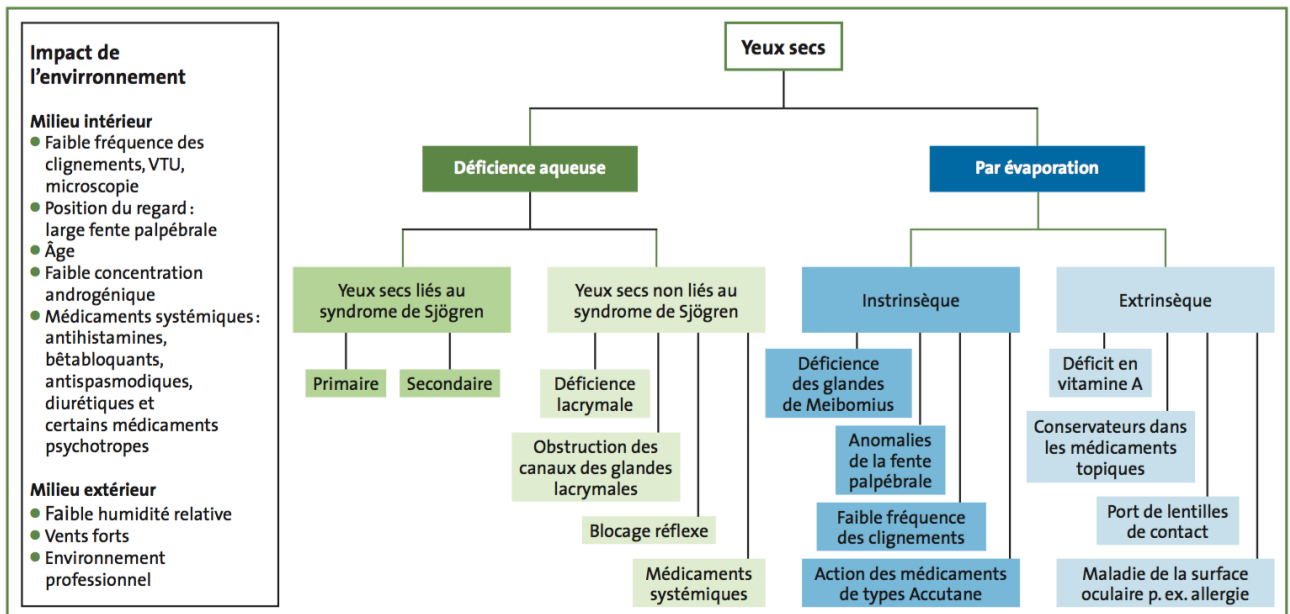 Impact de
l'environnement
Milieu intérieur
● Faible fréquence des
clignements, VTU,
microscopie
● Position du regard :
large fente palpébrale
● Âge
● Faible concentration
androgénique
● Médicaments systémiques :
antihistamines,
bêtabloquants,
antispasmodiques,
diurétiques et
certains médicaments
psychotropes
Milieu extérieur
● Faible humidité relative
● Vents forts
● Environnement
professionnel
Yeux secs
Déficience aqueuse
Par évaporation
Yeux secs liés au
syndrome de Sjögren
Yeux secs non liés au
syndrome de Sjögren
Instrinsèque
Extrinsèque
Primaire
Secondaire
Déficience
lacrymale
Obstruction des
canaux des glandes
lacrymales
Blocage réflexe
Médicaments
systémiques
Déficience
des glandes
de Meibomius
Anomalies
de la fente
palpébrale
Faible fréquence
des clignements
Action des médicaments
de types Accutane
Déficit en
vitamine A
Conservateurs dans
les médicaments
topiques
Port de lentilles
de contact
Maladie de la surface
oculaire p. ex. allergie